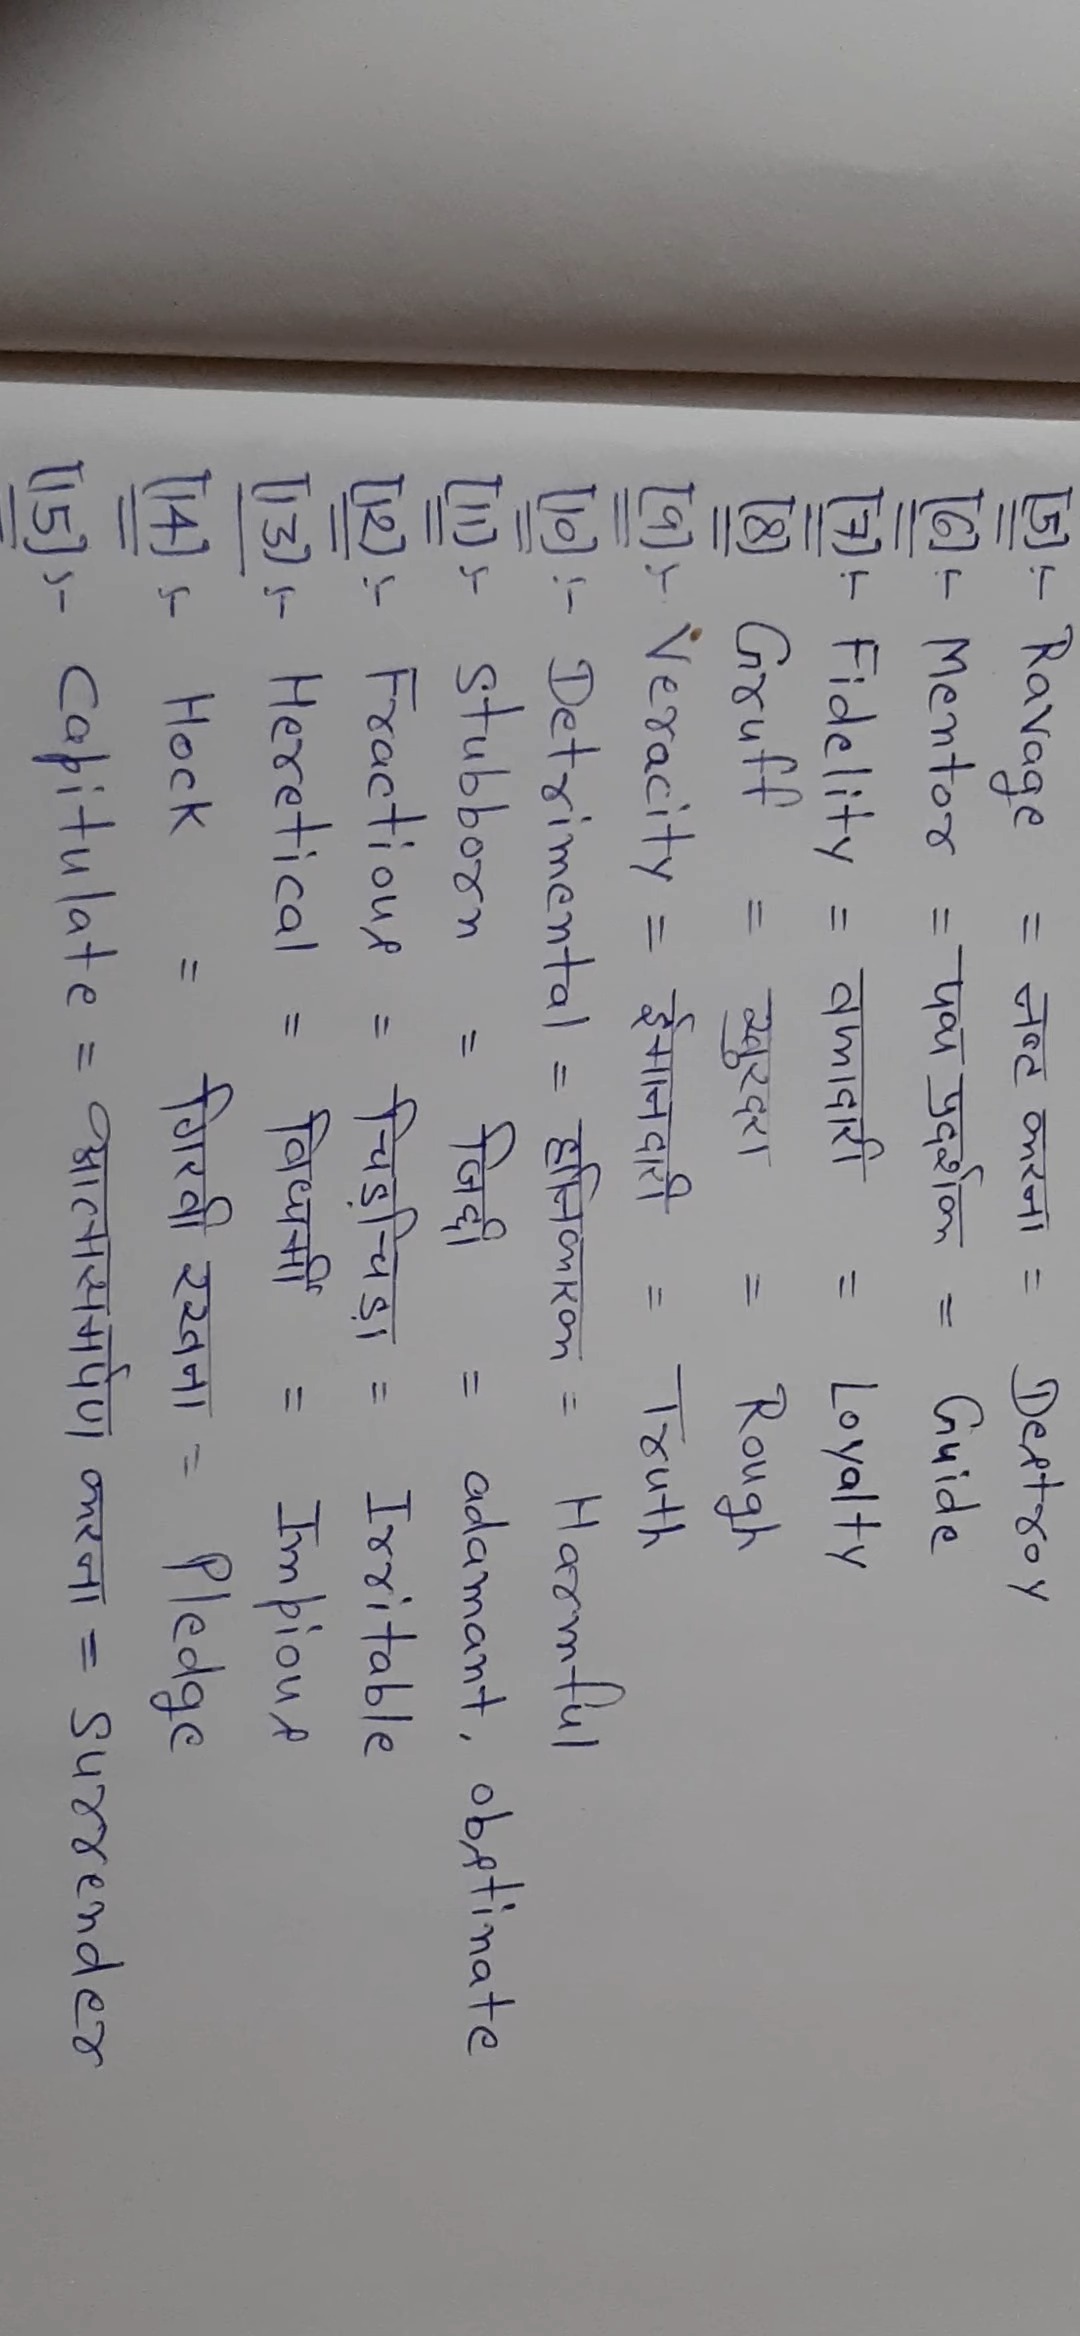 [5]:- Ravage = नष्ट करना = Destroy
[6]:- Mentor = पथ प्रदर्शक = Guide
[7]:- Fidelity = वफादारी = Loyalty
[8] Gruff = खुरदरा = Rough
[9]:- Veracity = ईमानदारी = Truth
[10]:- Detrimental = हानिकारक = Harmful
[11]:- Stubborn = जिद्दी = adamant, obstinate
[12]:- Fractious = चिड़चिड़ा = Irritable
[13]:- Heretical = विधर्मी = Impious
[14]:- Hock = गिरवी रखना = Pledge
[15]:- Capitulate = आत्मसमर्पण करना = Surrender